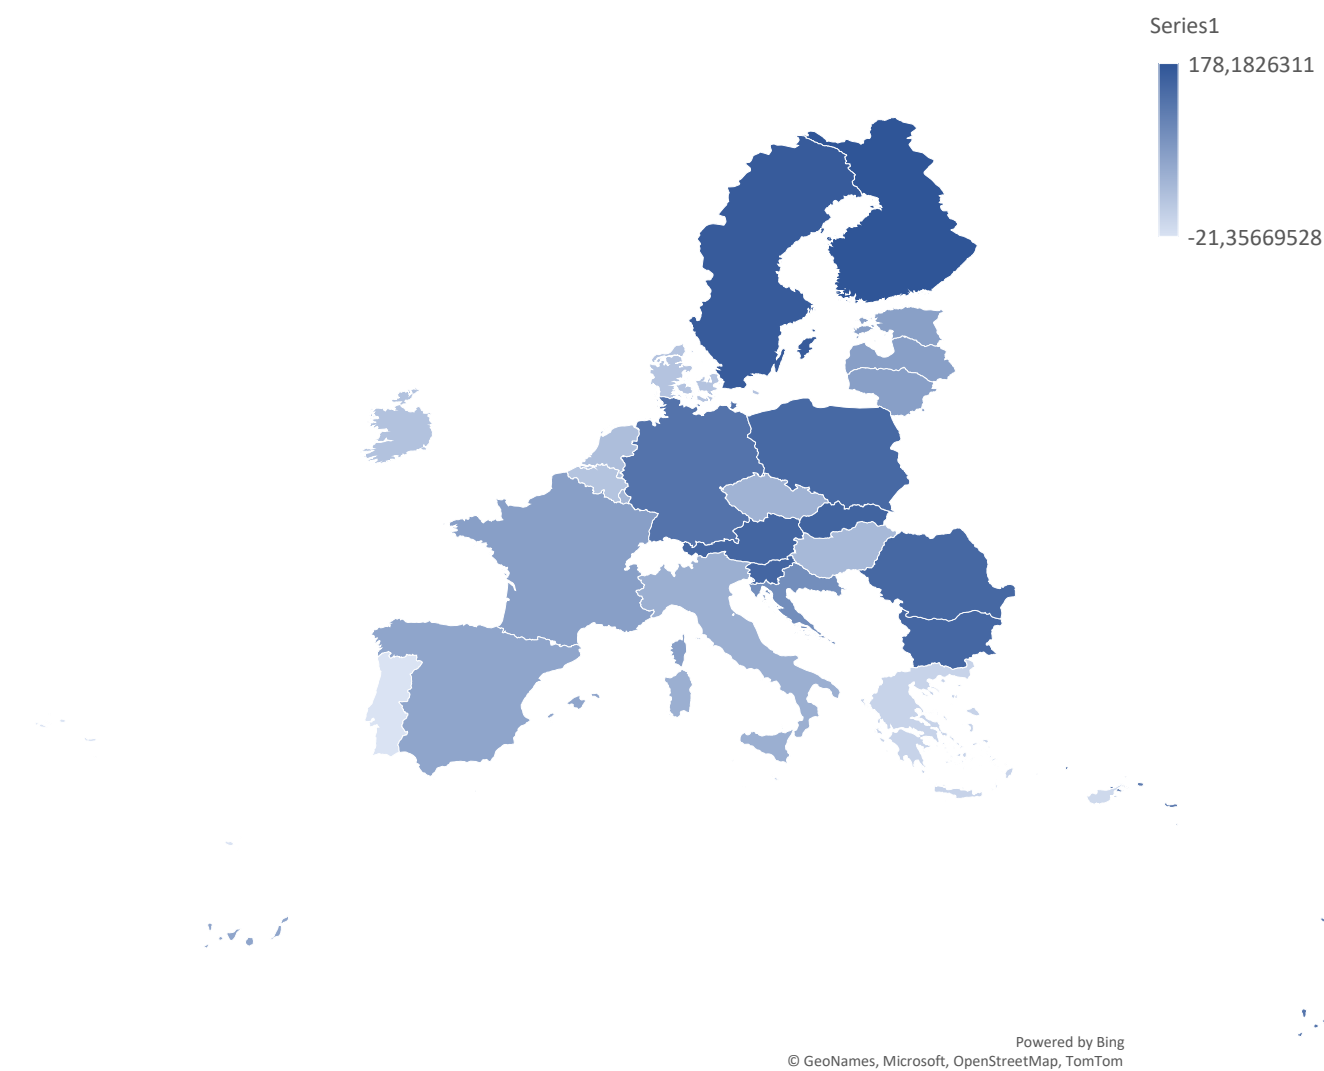 Series1
178,1826311
-21,35669528
Powered by Bing
© GeoNames, Microsoft, OpenStreetMap, TomTom